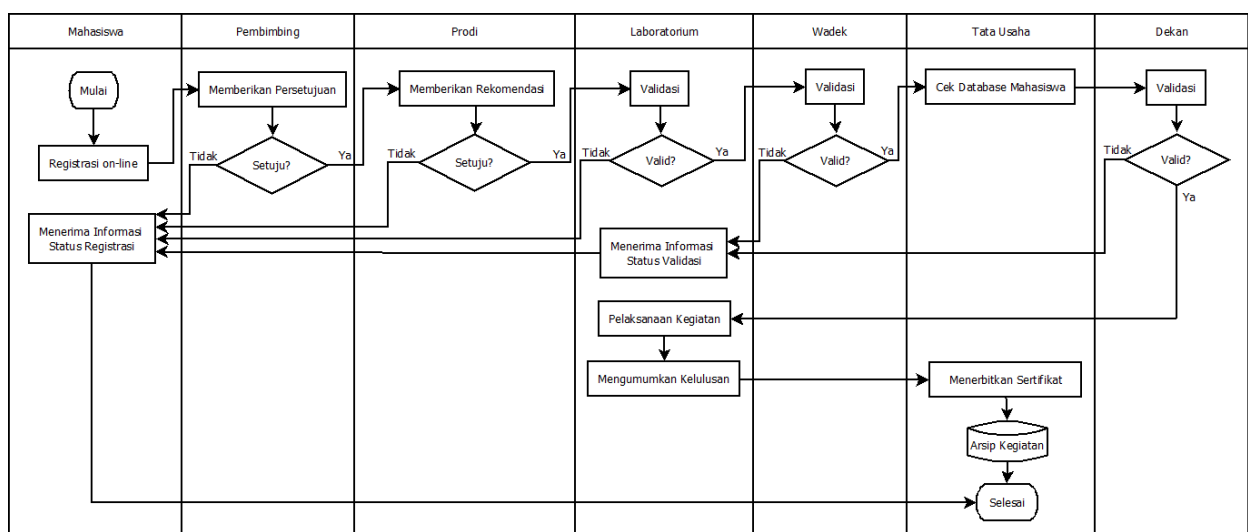 Mahasiswa
Pembimbing
Prodi
Laboratorium
Wadek
Tata Usaha
Dekan
Mulai
Memberikan Persetujuan
Memberikan Rekomendasi
Validasi
Validasi
Cek Database Mahasiswa
Validasi
Registrasi on-line
Tidak
Setuju?
Ya
Tidak
Setuju?
Ya
Tidak
Valid?
Ya
Tidak
Valid?
Ya
Tidak
Valid?
Ya
Menerima Informasi
Status Registrasi
Menerima Informasi
Status Validasi
Pelaksanaan Kegiatan
Mengumumkan Kelulusan
Menerbitkan Sertifikat
Arsip Kegiatan
Selesai